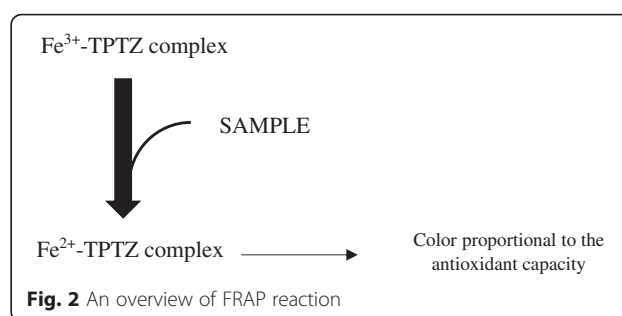 Fe³⁺-TPTZ complex
SAMPLE
Fe²⁺-TPTZ complex
Color proportional to the
antioxidant capacity
Fig. 2 An overview of FRAP reaction